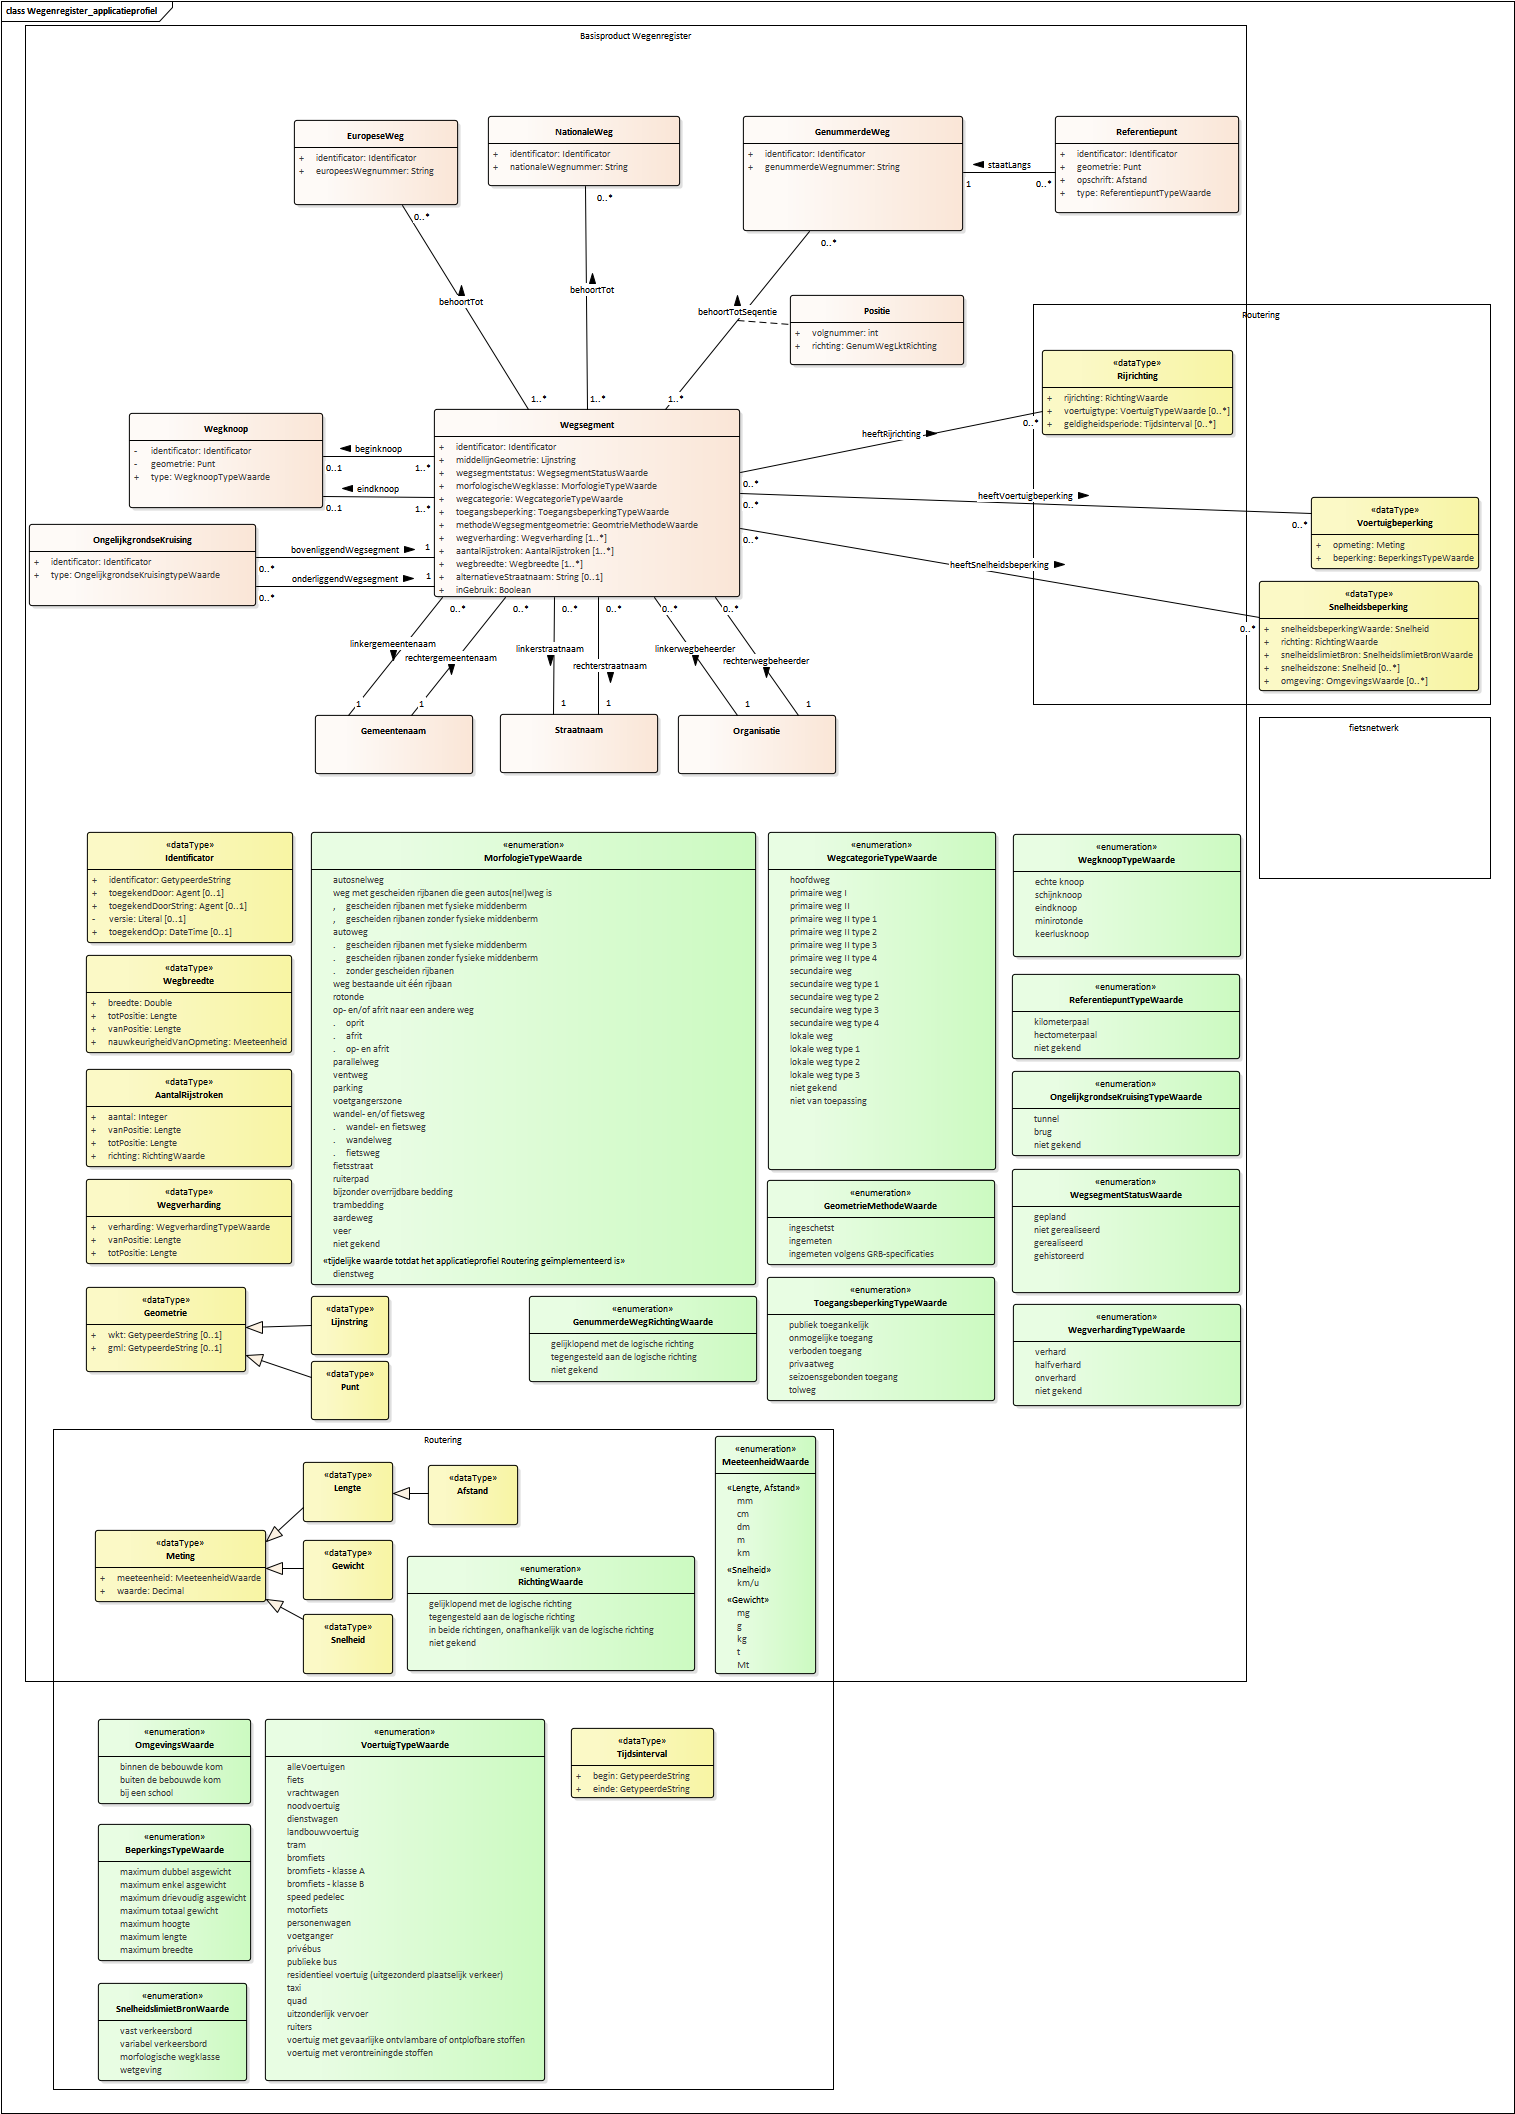 class Wegenregister_applicatieprofiel
Basisproduct Wegenregister
EuropeseWeg
+ identificator: Identificator
+ europeesWegnummer: String
NationaleWeg
+ identificator: Identificator
+ nationaleWegnummer: String
GenummerdeWeg
+ identificator: Identificator
+ genummerdeWegnummer: String
Referentiepunt
+ identificator: Identificator
+ geometrie: Punt
+ opschrift: Afstand
+ type: ReferentiepuntTypeWaarde
staatLangs
1
0..*
0..*
0..*
0..*
behoortTot
behoortTot
behoortTotSeqentie
Positie
+ volgnummer: int
+ richting: GenumWegLktRichting
1..*
1..*
1..*
Routering
«dataType»
Rijrichting
+ rijrichting: RichtingWaarde
+ voertuigtype: VoertuigTypeWaarde [0..*]
+ geldigheidsperiode: Tijdsinterval [0..*]
heeftRijrichting
0..*
0..*
Wegknoop
- identificator: Identificator
- geometrie: Punt
+ type: WegknoopTypeWaarde
beginknoop
0..1
1..*
eindknoop
0..1
1..*
Wegsegment
+ identificator: Identificator
+ middellijnGeometrie: Lijnstring
+ wegsegmentstatus: WegsegmentStatusWaarde
+ morfologischeWegklasse: MorfologieTypeWaarde
+ wegcategorie: WegcategorieTypeWaarde
+ toegangsbeperking: ToegangsbeperkingTypeWaarde
+ methodeWegsegmentgeometrie: GeomtrieMethodeWaarde
+ wegverharding: Wegverharding [1..*]
+ aantalRijstroken: AantalRijstroken [1..*]
+ wegbreedte: Wegbreedte [1..*]
+ alternatieveStraatnaam: String [0..1]
+ inGebruik: Boolean
heeftVoertuigbeperking
0..*
0..*
«dataType»
Voertuigbeperking
+ opmeting: Meting
+ beperking: BeperkingsTypeWaarde
OngelijkgrondseKruising
+ identificator: Identificator
+ type: OngelijkgrondseKruisingtypeWaarde
bovenliggendWegsegment
1
0..*
onderliggendWegsegment
1
0..*
heeftSnelheidsbeperking
0..*
0..*
«dataType»
Snelheidsbeperking
+ snelheidsbeperkingWaarde: Snelheid
+ richting: RichtingWaarde
+ snelheidslimietBron: SnelheidslimietBronWaarde
+ snelheidszone: Snelheid [0..*]
+ omgeving: OmgevingsWaarde [0..*]
0..*
0..*
0..*
0..*
0..*
0..*
linkergemeentenaam
rechtergemeentenaam
linkerstraatnaam
rechterstraatnaam
linkerwegbeheerder
rechterwegbeheerder
1
1
1
1
1
1
Gemeentenaam
Straatnaam
Organisatie
fietsnetwerk
«dataType»
Identificator
+ identificator: GetypeerdeString
+ toegekendDoor: Agent [0..1]
+ toegekendDoorString: Agent [0..1]
- versie: Literal [0..1]
+ toegekendOp: DateTime [0..1]
«dataType»
Wegbreedte
+ breedte: Double
+ totPositie: Lengte
+ vanPositie: Lengte
+ nauwkeurigheidVanOpmeting: Meeteenheid
«dataType»
AantalRijstroken
+ aantal: Integer
+ vanPositie: Lengte
+ totPositie: Lengte
+ richting: RichtingWaarde
«dataType»
Wegverharding
+ verharding: WegverhardingTypeWaarde
+ vanPositie: Lengte
+ totPositie: Lengte
«dataType»
Geometrie
+ wkt: GetypeerdeString [0..1]
+ gml: GetypeerdeString [0..1]
«dataType»
Lijnstring
«dataType»
Punt
«enumeration»
MorfologieTypeWaarde
autosnelweg
weg met gescheiden rijbanen die geen autos(nel)weg is
, gescheiden rijbanen met fysieke middenberm
, gescheiden rijbanen zonder fysieke middenberm
autoweg
. gescheiden rijbanen met fysieke middenberm
. gescheiden rijbanen zonder fysieke middenberm
. zonder gescheiden rijbanen
weg bestaande uit één rijbaan
rotonde
op- en/of afrit naar een andere weg
. oprit
. afrit
. op- en afrit
parallelweg
ventweg
parking
voetgangerszone
wandel- en/of fietsweg
. wandel- en fietsweg
. wandelweg
. fietsweg
fietsstraat
ruiterpad
bijzonder overrijdbare bedding
trambedding
aardeweg
veer
niet gekend
«tijdelijke waarde totdat het applicatieprofiel Routering geïmplementeerd is»
dienstweg
«enumeration»
WegcategorieTypeWaarde
hoofdweg
primaire weg I
primaire weg II
primaire weg II type 1
primaire weg II type 2
primaire weg II type 3
primaire weg II type 4
secundaire weg
secundaire weg type 1
secundaire weg type 2
secundaire weg type 3
secundaire weg type 4
lokale weg
lokale weg type 1
lokale weg type 2
lokale weg type 3
niet gekend
niet van toepassing
«enumeration»
WegknoopTypeWaarde
echte knoop
schijnknoop
eindknoop
minirotonde
keerlusknoop
«enumeration»
ReferentiepuntTypeWaarde
kilometerpaal
hectometerpaal
niet gekend
«enumeration»
OngelijkgrondseKruisingTypeWaarde
tunnel
brug
niet gekend
«enumeration»
WegsegmentStatusWaarde
gepland
niet gerealiseerd
gerealiseerd
gehistoreerd
«enumeration»
GeometrieMethodeWaarde
ingeschetst
ingemeten
ingemeten volgens GRB-specificaties
«enumeration»
ToegangsbeperkingTypeWaarde
publiek toegankelijk
onmogelijke toegang
verboden toegang
privaatweg
seizoensgebonden toegang
tolweg
«enumeration»
WegverhardingTypeWaarde
verhard
halfverhard
onverhard
niet gekend
«enumeration»
GenummerdeWegRichtingWaarde
gelijklopend met de logische richting
tegengesteld aan de logische richting
niet gekend
Routering
«dataType»
Meting
+ meeteenheid: MeeteenheidWaarde
+ waarde: Decimal
«dataType»
Lengte
«dataType»
Afstand
«dataType»
Gewicht
«dataType»
Snelheid
«enumeration»
RichtingWaarde
gelijklopend met de logische richting
tegengesteld aan de logische richting
in beide richtingen, onafhankelijk van de logische richting
niet gekend
«enumeration»
MeeteenheidWaarde
«Lengte, Afstand»
mm
cm
dm
m
km
«Snelheid»
km/u
«Gewicht»
mg
g
kg
t
Mt
«enumeration»
OmgevingsWaarde
binnen de bebouwde kom
buiten de bebouwde kom
bij een school
«enumeration»
BeperkingsTypeWaarde
maximum dubbel asgewicht
maximum enkel asgewicht
maximum drievoudig asgewicht
maximum totaal gewicht
maximum hoogte
maximum lengte
maximum breedte
«enumeration»
SnelheidslimietBronWaarde
vast verkeersbord
variabel verkeersbord
morfologische wegklasse
wetgeving
«enumeration»
VoertuigTypeWaarde
alleVoertuigen
fiets
vrachtwagen
noodvoertuig
dienstwagen
landbouwvoertuig
tram
bromfiets
bromfiets - klasse A
bromfiets - klasse B
speed pedelec
motorfiets
personenwagen
voetganger
privébus
publieke bus
residentieel voertuig (uitgezonderd plaatselijk verkeer)
taxi
quad
uitzonderlijk vervoer
ruiters
voertuig met gevaarlijke ontvlambare of ontplofbare stoffen
voertuig met verontreiningde stoffen
«dataType»
Tijdsinterval
+ begin: GetypeerdeString
+ einde: GetypeerdeString